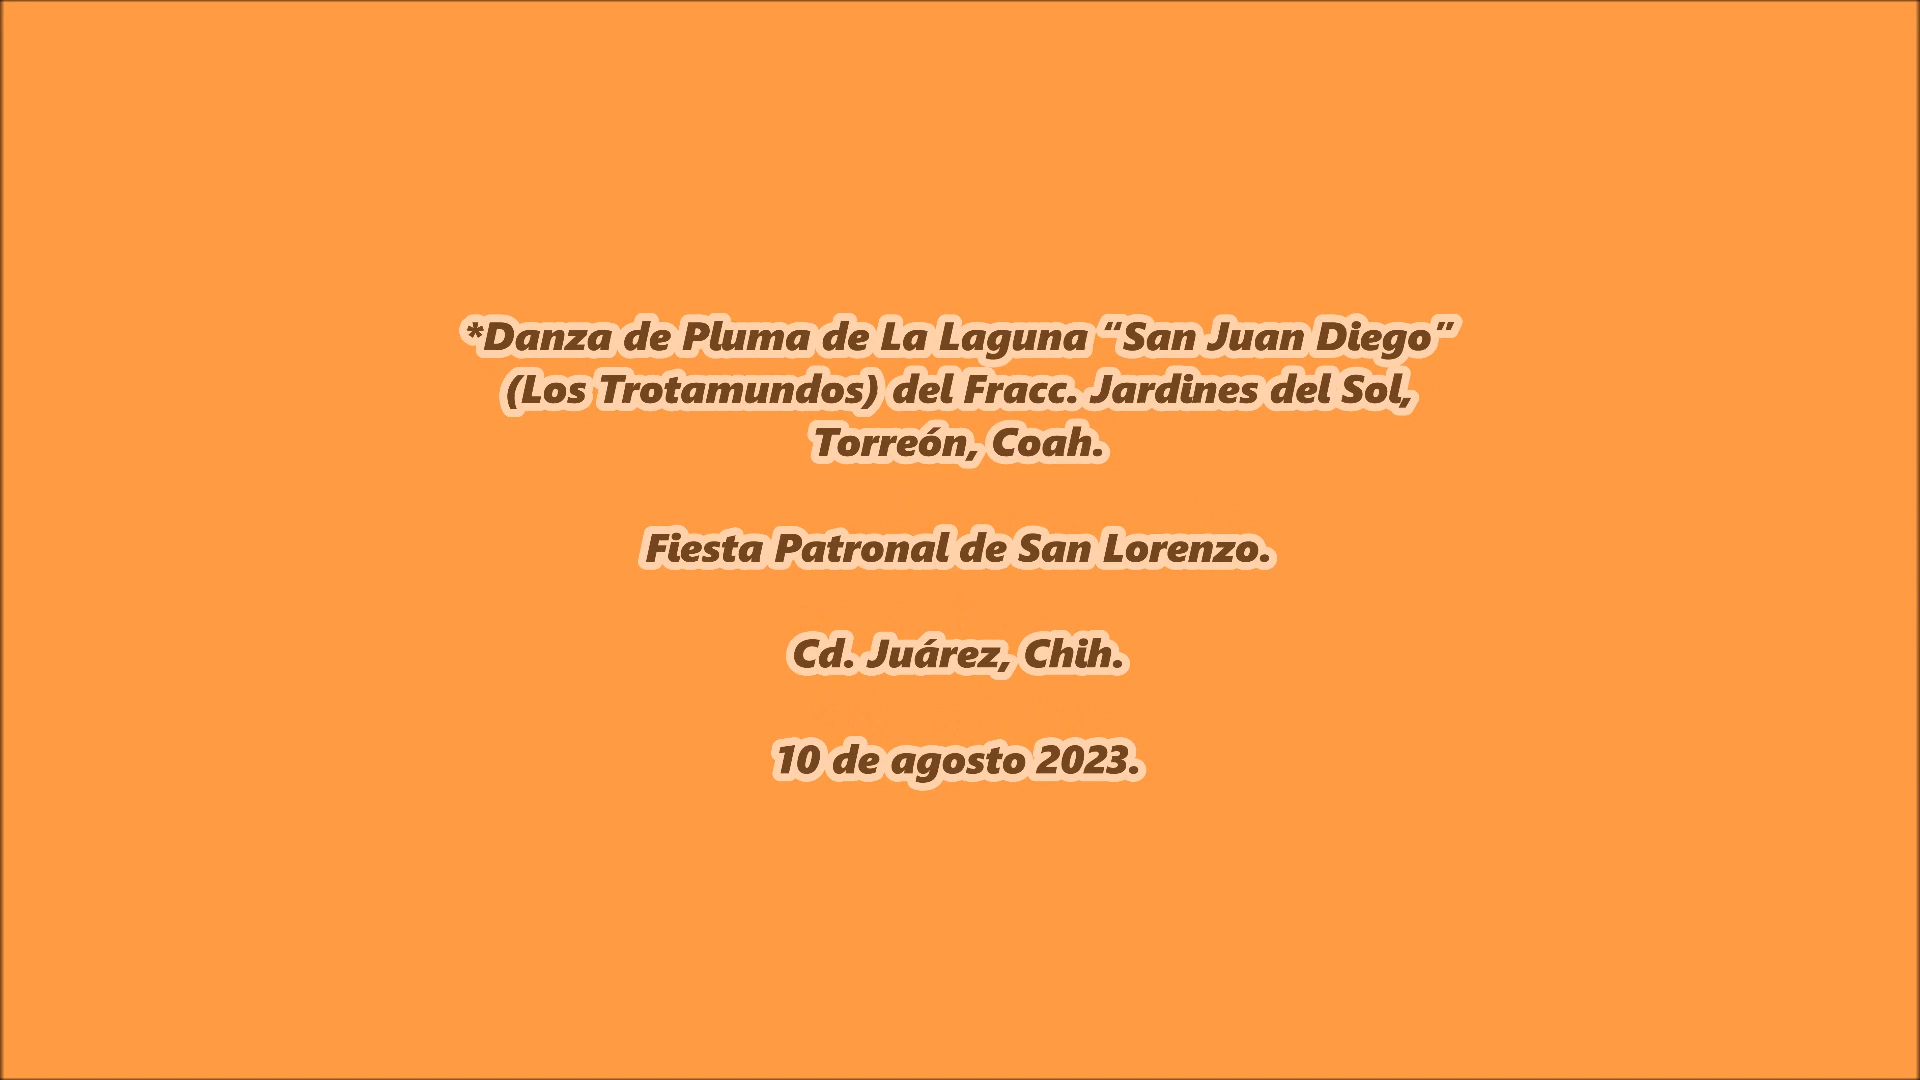 *Danza de Pluma de La Laguna “San Juan Diego”
(Los Trotamundos) del Fracc. Jardines del Sol,
Torreón, Coah.
Fiesta Patronal de San Lorenzo.
Cd. Juárez, Chih.
10 de agosto 2023.